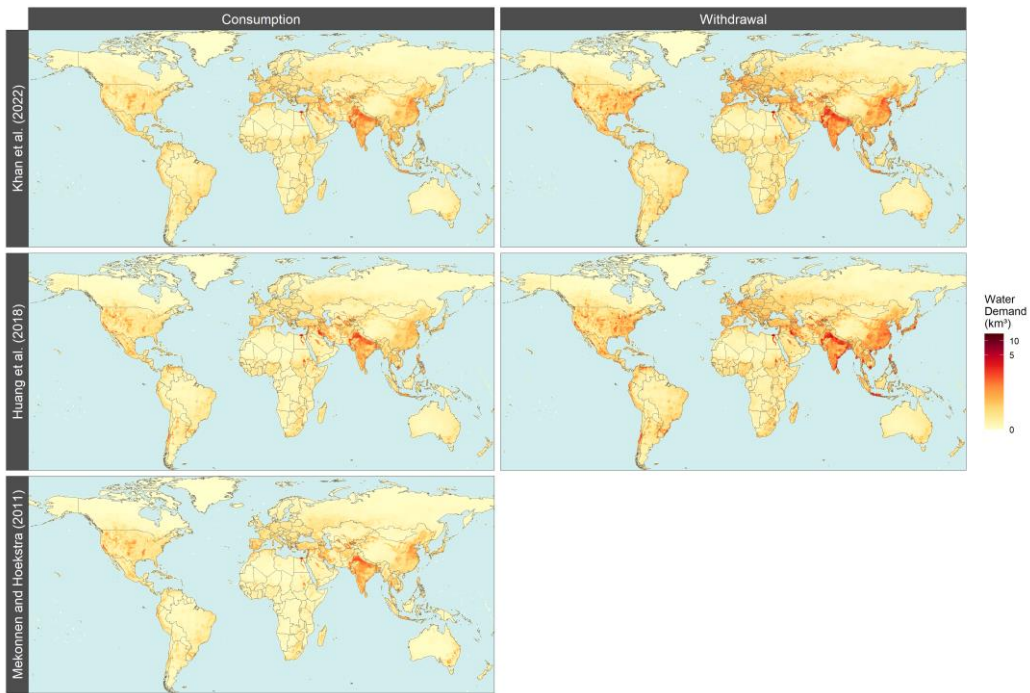 Consumption
Withdrawal
Khan et al. (2022)
Huang et al. (2018)
Mekonnen and Hoekstra (2011)
Water
Demand
(km³)
10
5
0